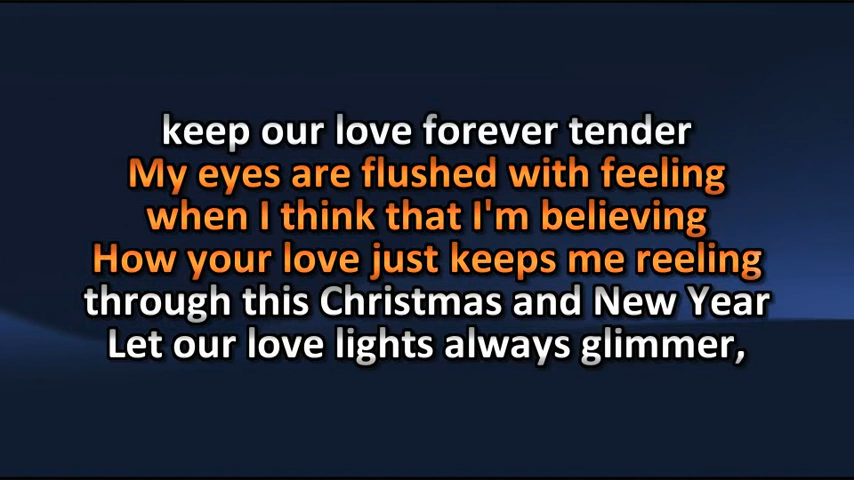 keep our love forever tender
My eyes are flushed with feeling
when I think that I'm believing
How your love just keeps me reeling
through this Christmas and New Year
Let our love lights always glimmer,